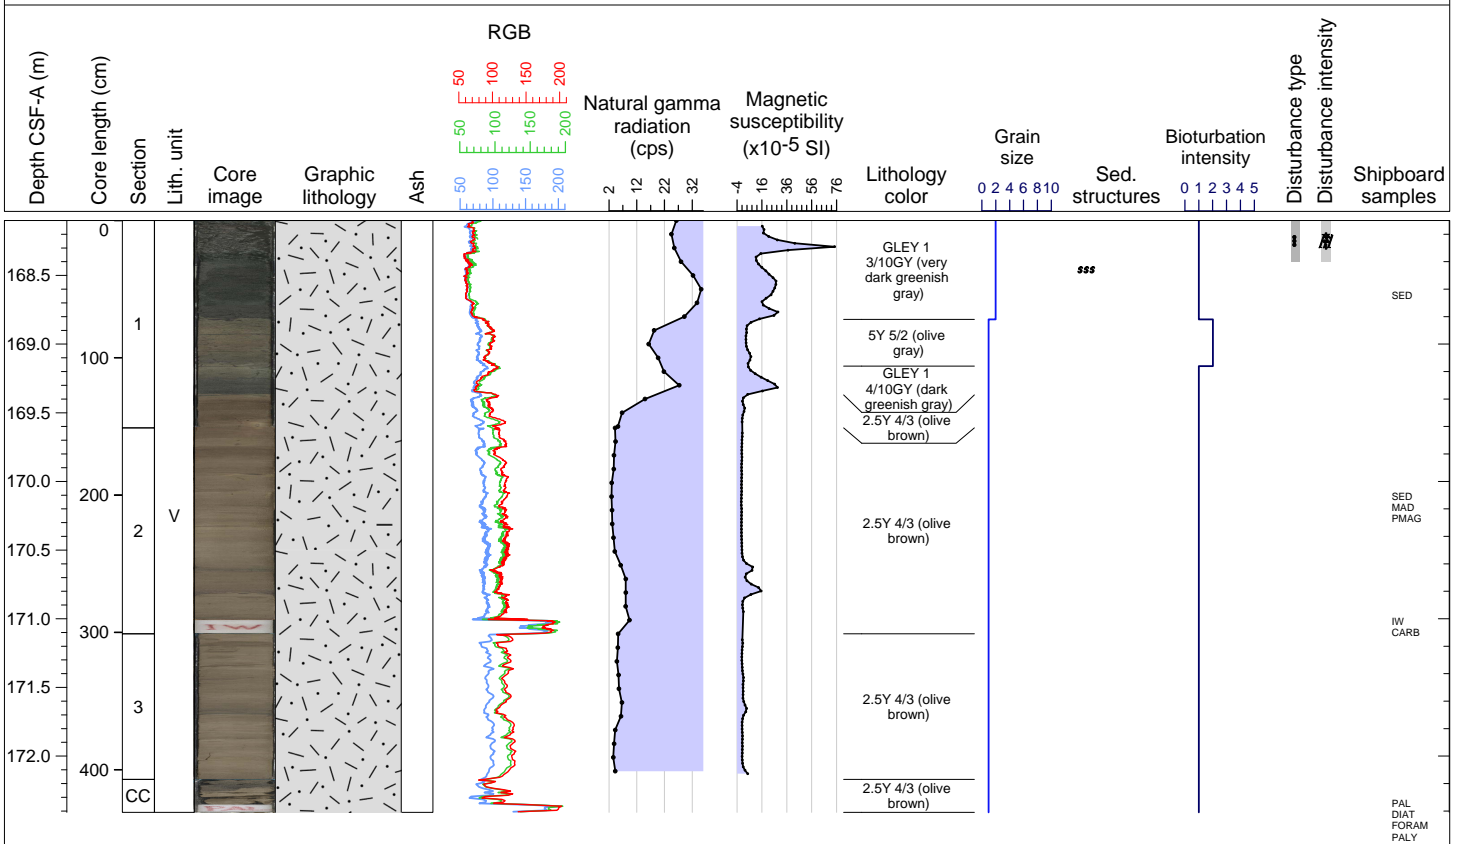 RGB
50 100 150 200
50 100 150 200
50 100 150 200
Depth CSF-A (m)
Core length (cm)
Section
Lith. unit
Core
image
Graphic
lithology
Ash
Natural gamma
radiation
(cps)
2 12 22 32
Magnetic
susceptibility
(x10-5 SI)
-4 16 36 56 76
Lithology
color
Grain
size
0 2 4 6 8 10
Sed.
structures
Bioturbation
intensity
0 1 2 3 4 5
Disturbance type
Disturbance intensity
Shipboard
samples
168.5
169.0
169.5
170.0
170.5
171.0
171.5
172.0
0
100
200
300
400
1
2
3
CC
V
IW
PAL
GLEY 1
3/10GY (very
dark greenish
gray)
5Y 5/2 (olive
gray)
GLEY 1
4/10GY (dark
greenish gray)
2.5Y 4/3 (olive
brown)
2.5Y 4/3 (olive
brown)
2.5Y 4/3 (olive
brown)
2.5Y 4/3 (olive
brown)
sss
SED
SED
MAD
PMAG
IW
CARB
PAL
DIAT
FORAM
PALY